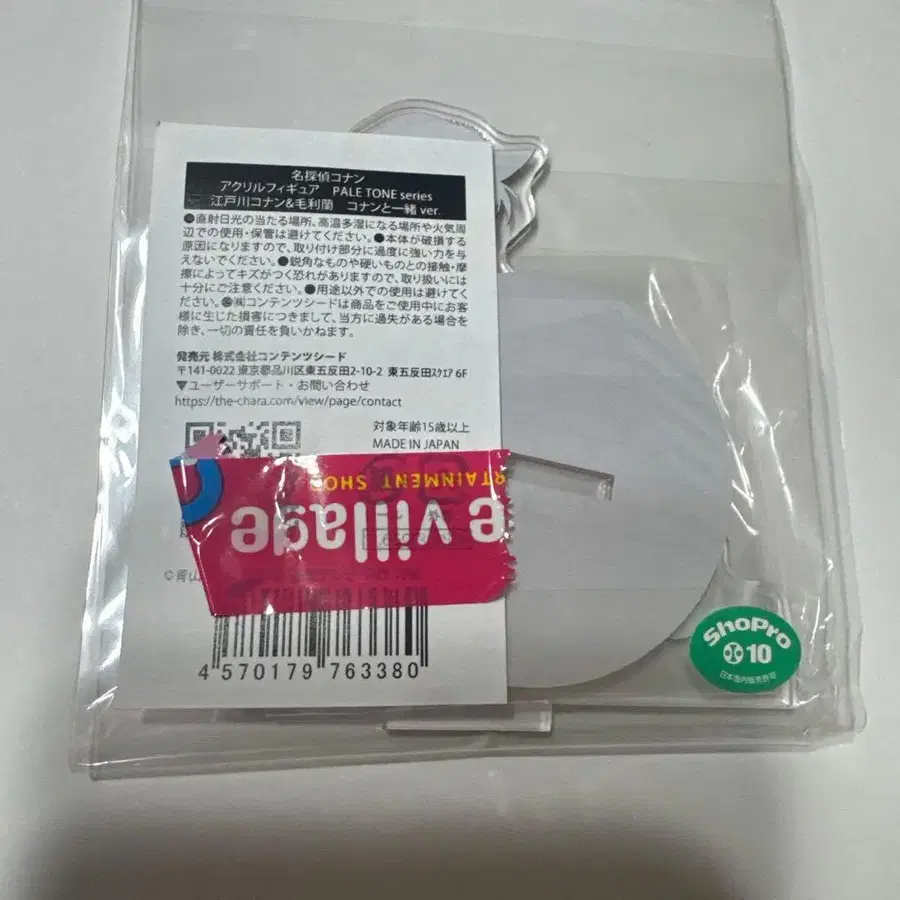 名探偵コナン
アクリルフィギュア PALE TONE series
江戸川コナン&毛利蘭 コナンと一緒 ver.
●直射日光の当たる場所、高温多湿になる場所や火気周
辺での使用・保管は避けてください。●本体が破損する
原因になりますので、取り付け部分に過度に強い力を与
えないでください。●鋭角なものや硬いものとの接触・摩
擦によってキズがつく恐れがありますので、取り扱いには
十分にご注意ください。●用途以外での使用は避けてく
ださい。●㈱コンテンツシードは商品をご使用中にお客
様に生じた損害につきまして、当方に過失がある場合を
除き、一切の責任を負いかねます。
発売元 株式会社コンテンツシード
〒141-0022 東京都品川区東五反田2-10-2 東五反田スクエア 6F
▼ユーザーサポート・お問い合わせ
https://the-chara.com/view/page/contact
対象年齢15歳以上
MADE IN JAPAN
RTAINMENT SHO
e village
©青山
4 570179 763380
ShoPro
10
日本国内販売許可